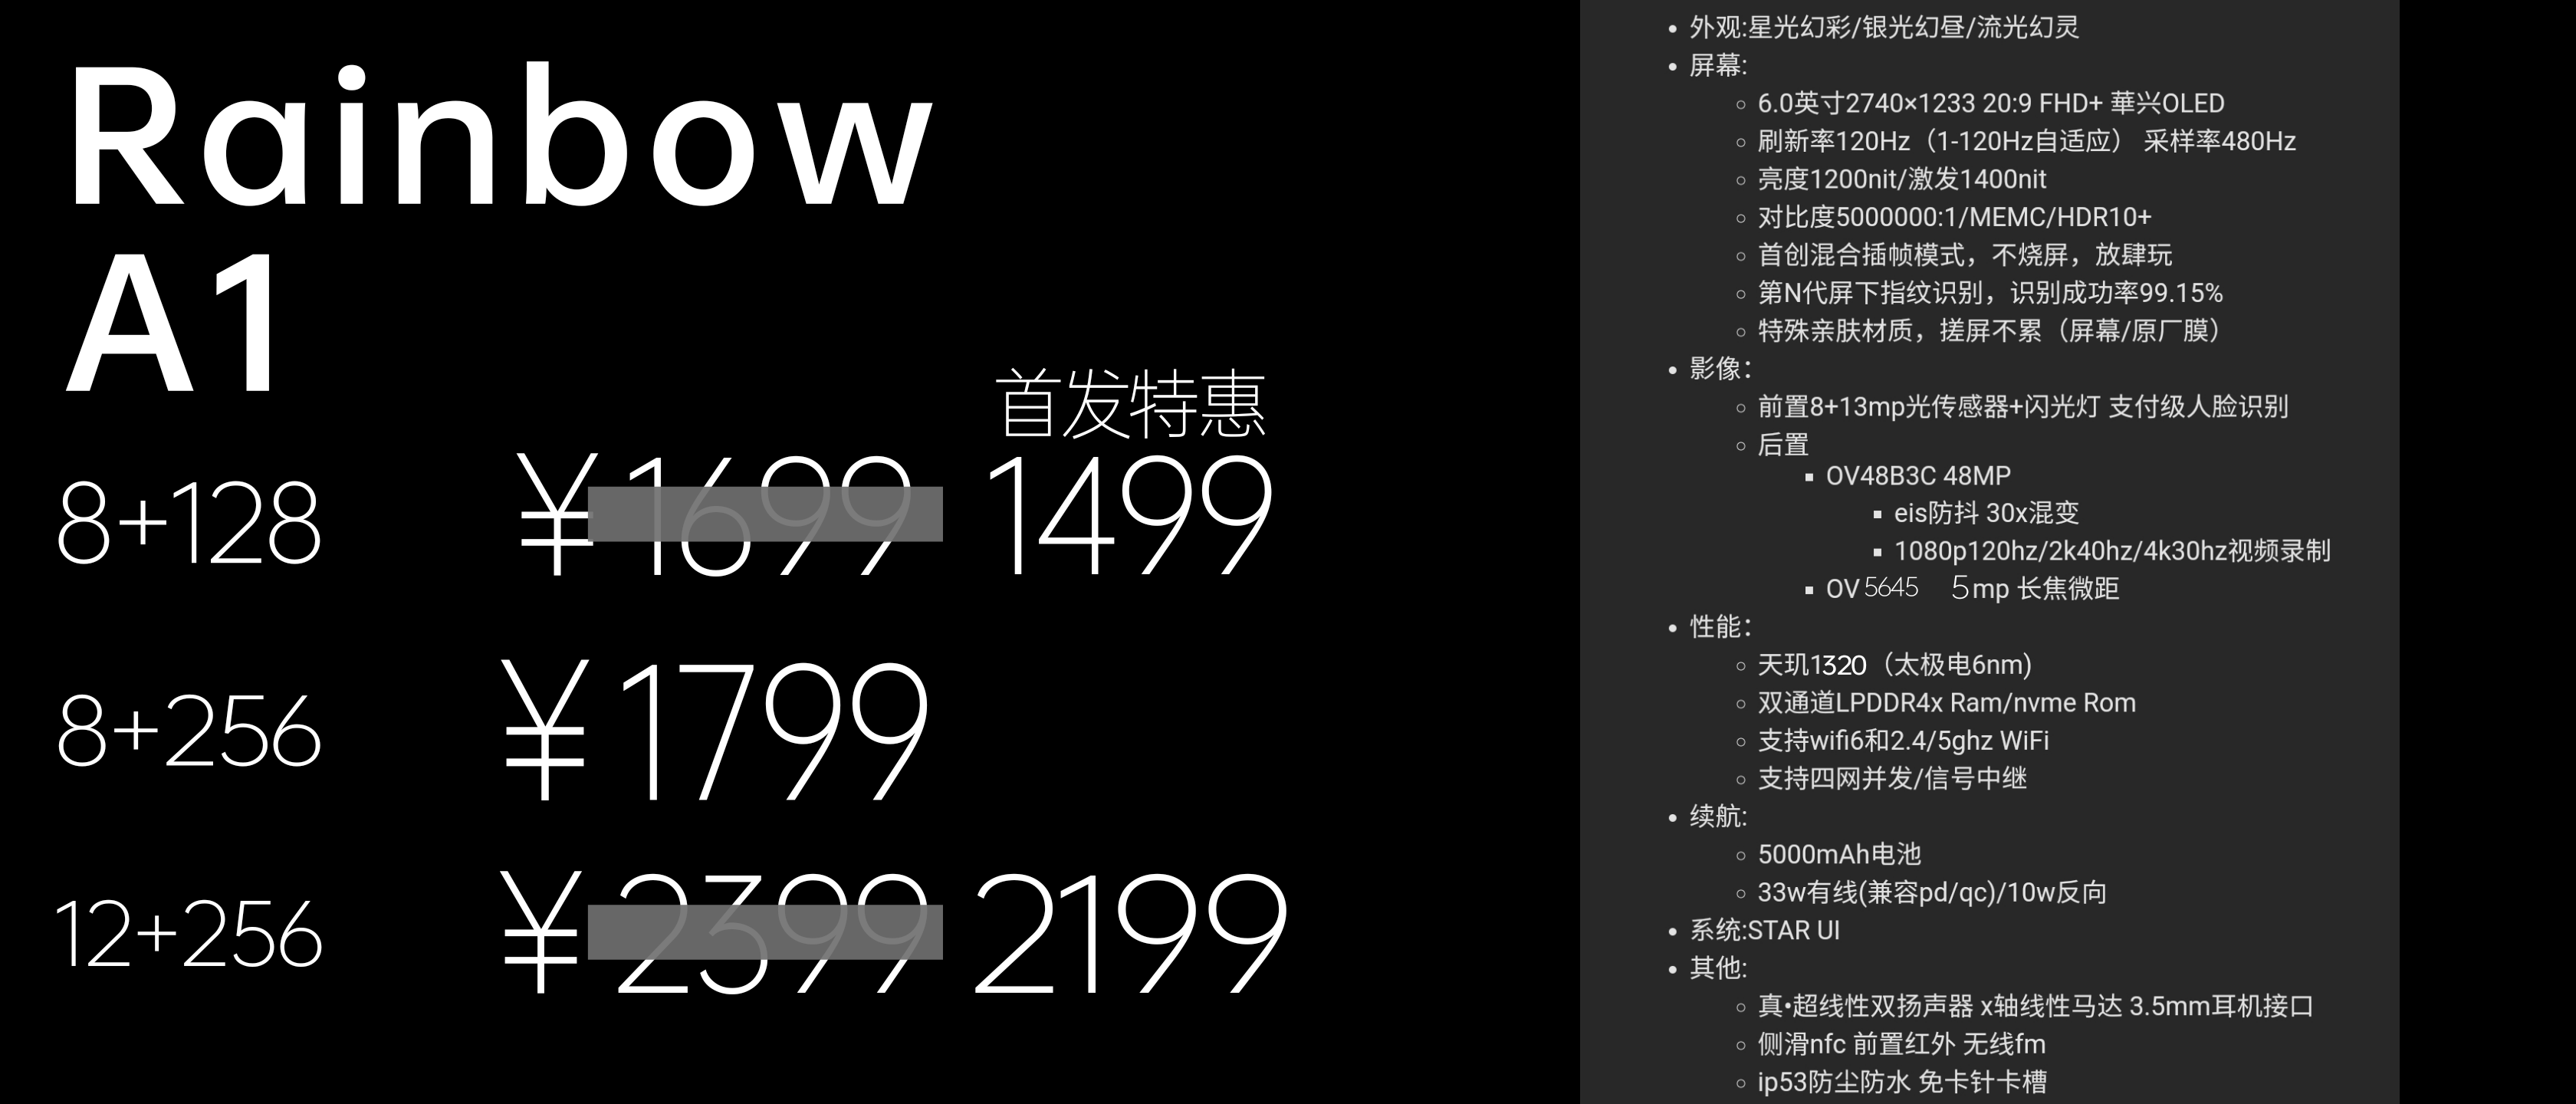 Rainbow
A1
首发特惠
8+128 ¥1699 1499
8+256 ¥1799
12+256 ¥2399 2199
外观:星光幻彩/银光幻昼/流光幻灵
屏幕:
6.0英寸2740×1233 20:9 FHD+ 華兴OLED
刷新率120Hz（1-120Hz自适应） 采样率480Hz
亮度1200nit/激发1400nit
对比度5000000:1/MEMC/HDR10+
首创混合插帧模式，不烧屏，放肆玩
第N代屏下指纹识别，识别成功率99.15%
特殊亲肤材质，搓屏不累（屏幕/原厂膜）
影像：
前置8+13mp光传感器+闪光灯 支付级人脸识别
后置
OV48B3C 48MP
eis防抖 30x混变
1080p120hz/2k40hz/4k30hz视频录制
OV5645 5mp 长焦微距
性能：
天玑1320（太极电6nm)
双通道LPDDR4x Ram/nvme Rom
支持wifi6和2.4/5ghz WiFi
支持四网并发/信号中继
续航:
5000mAh电池
33w有线(兼容pd/qc)/10w反向
系统:STAR UI
其他:
真•超线性双扬声器 x轴线性马达 3.5mm耳机接口
侧滑nfc 前置红外 无线fm
ip53防尘防水 免卡针卡槽